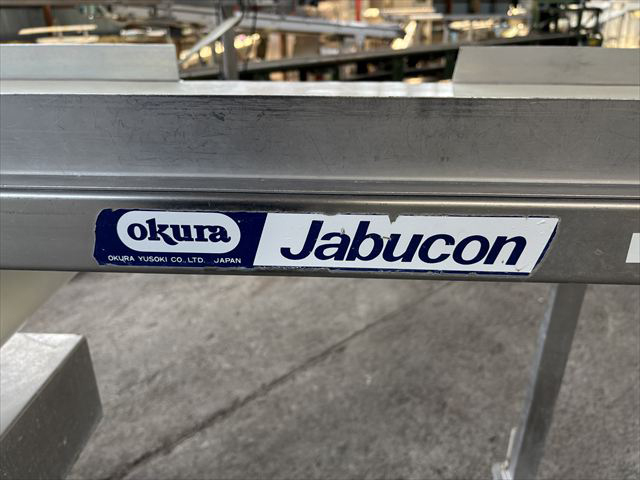 okura
OKURA YUSOKI CO., LTD. JAPAN
Jabucon